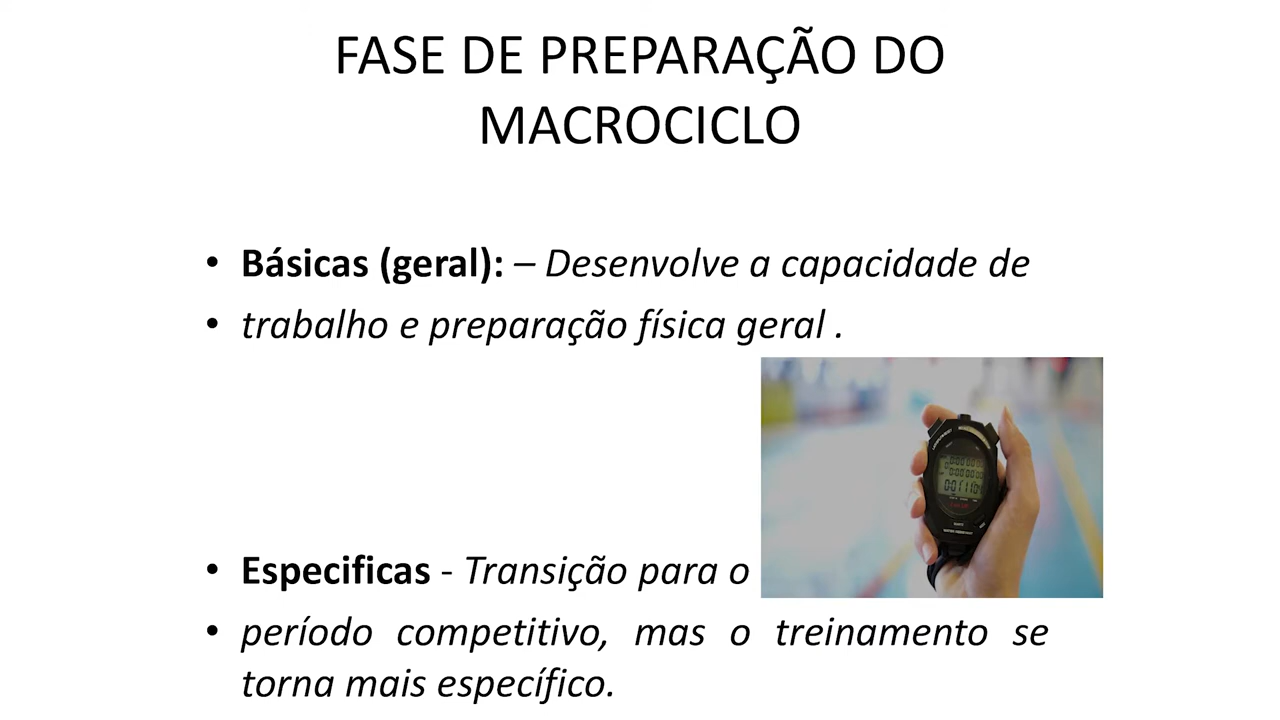 FASE DE PREPARAÇÃO DO
MACROCICLO
• Básicas (geral): – Desenvolve a capacidade de
• trabalho e preparação física geral .
• Especificas - Transição para o
• período competitivo, mas o treinamento se
torna mais específico.